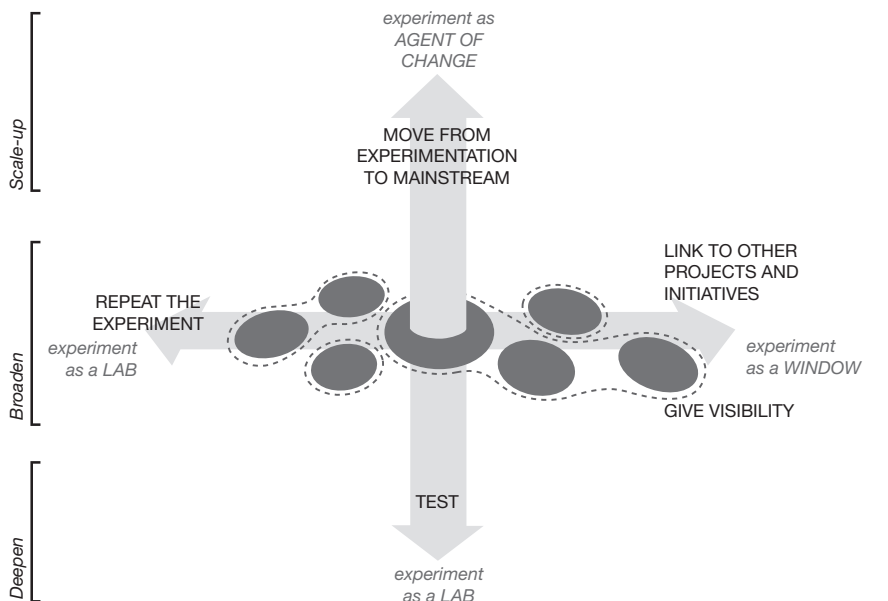 experiment as
AGENT OF
CHANGE
Scale-up
MOVE FROM
EXPERIMENTATION
TO MAINSTREAM
LINK TO OTHER
PROJECTS AND
INITIATIVES
REPEAT THE
EXPERIMENT
experiment
as a LAB
experiment
as a WINDOW
Broaden
GIVE VISIBILITY
TEST
Deepen
experiment
as a LAB